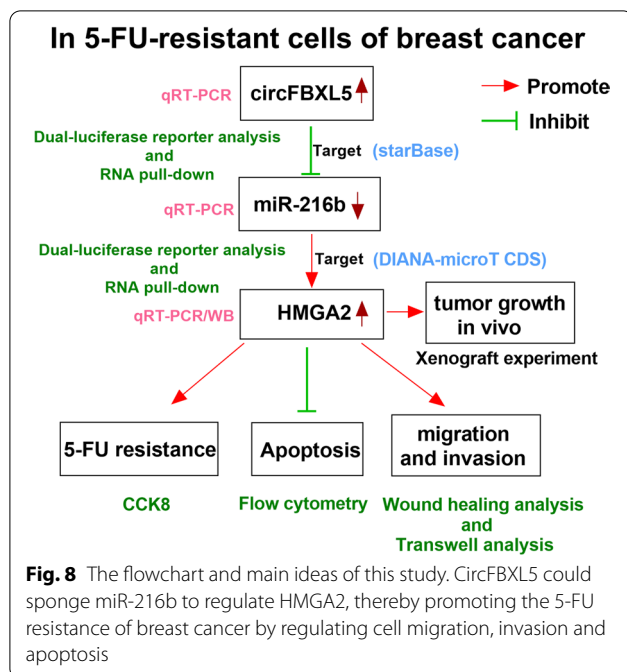 In 5-FU-resistant cells of breast cancer
qRT-PCR
circFBXL5
Promote
Inhibit
Dual-luciferase reporter analysis
and
RNA pull-down
Target (starBase)
qRT-PCR
miR-216b
Dual-luciferase reporter analysis
and
RNA pull-down
Target (DIANA-microT CDS)
qRT-PCR/WB
HMGA2
tumor growth
in vivo
Xenograft experiment
5-FU resistance
Apoptosis
migration
and invasion
CCK8
Flow cytometry
Wound healing analysis
and
Transwell analysis
Fig. 8 The flowchart and main ideas of this study. CircFBXL5 could
sponge miR-216b to regulate HMGA2, thereby promoting the 5-FU
resistance of breast cancer by regulating cell migration, invasion and
apoptosis